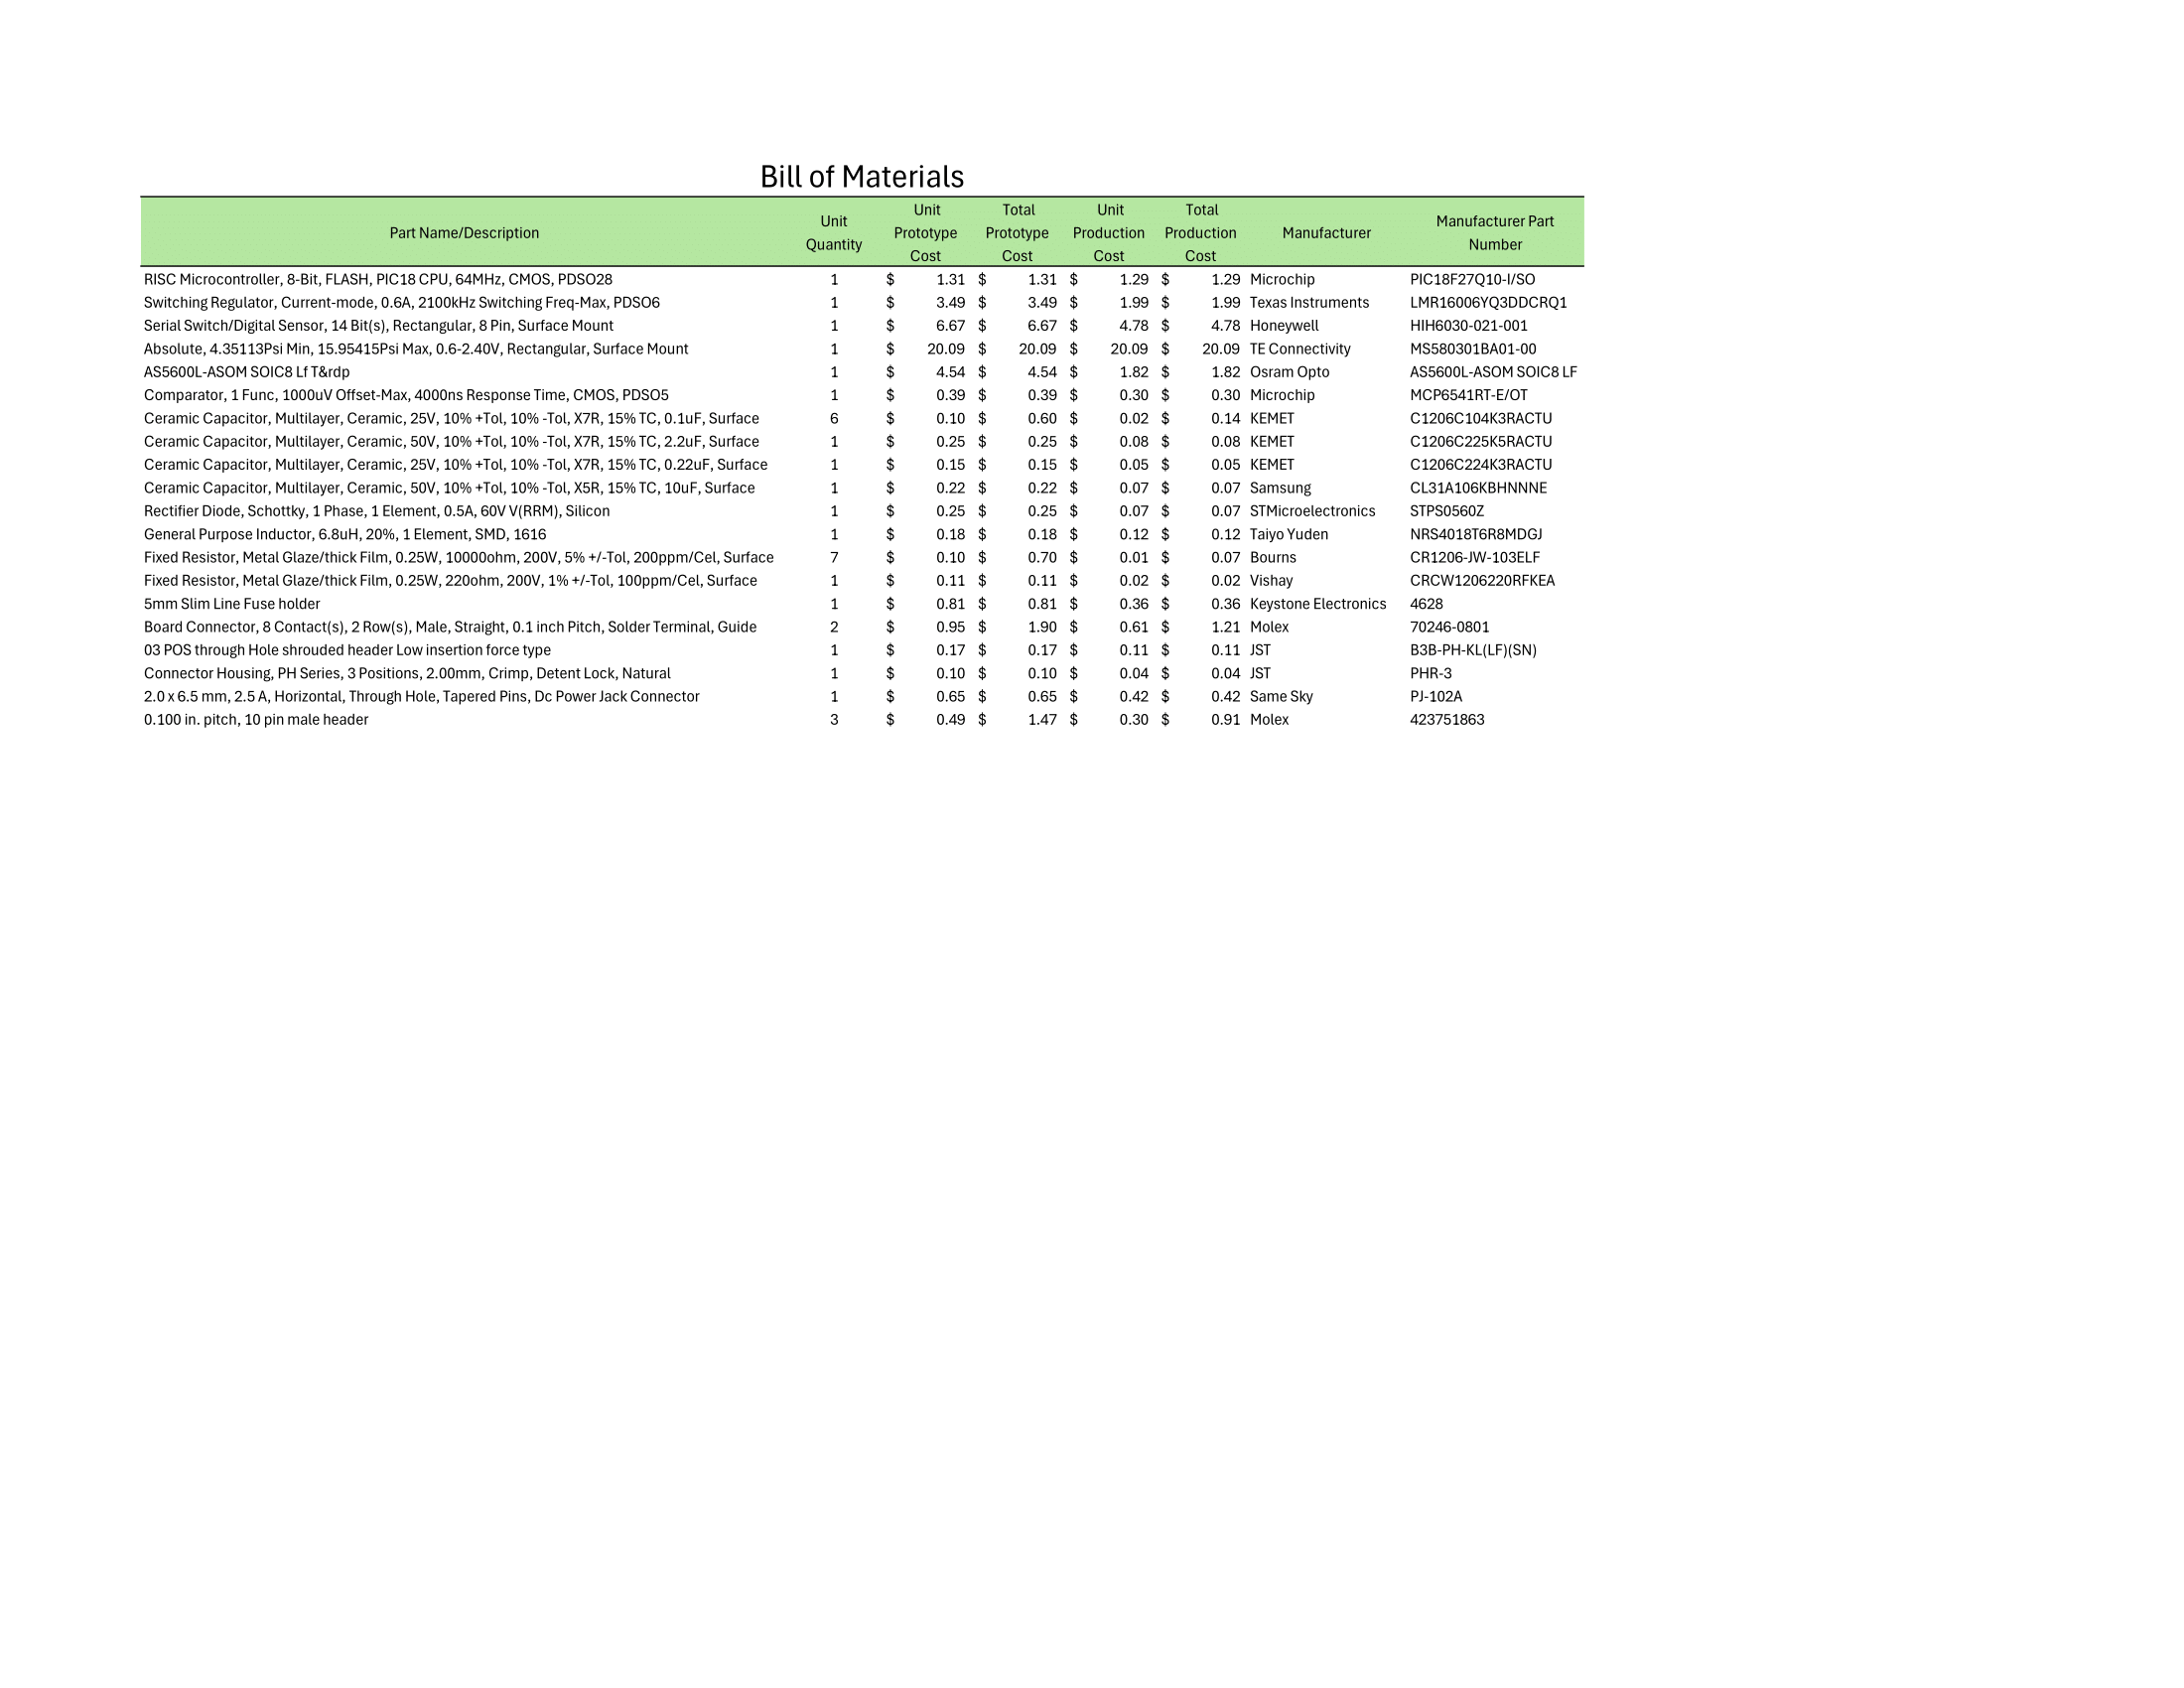 Bill of Materials
Part Name/Description Unit Quantity Unit Prototype Cost Total Prototype Cost Unit Production Cost Total Production Cost Manufacturer Manufacturer Part Number
RISC Microcontroller, 8-Bit, FLASH, PIC18 CPU, 64MHz, CMOS, PDSO28 1 $ 1.31 $ 1.31 $ 1.29 $ 1.29 Microchip PIC18F27Q10-I/SO
Switching Regulator, Current-mode, 0.6A, 2100kHz Switching Freq-Max, PDSO6 1 $ 3.49 $ 3.49 $ 1.99 $ 1.99 Texas Instruments LMR16006YQ3DDCRQ1
Serial Switch/Digital Sensor, 14 Bit(s), Rectangular, 8 Pin, Surface Mount 1 $ 6.67 $ 6.67 $ 4.78 $ 4.78 Honeywell HIH6030-021-001
Absolute, 4.35113Psi Min, 15.95415Psi Max, 0.6-2.40V, Rectangular, Surface Mount 1 $ 20.09 $ 20.09 $ 20.09 $ 20.09 TE Connectivity MS580301BA01-00
AS5600L-ASOM SOIC8 Lf T&rdp 1 $ 4.54 $ 4.54 $ 1.82 $ 1.82 Osram Opto AS5600L-ASOM SOIC8 LF
Comparator, 1 Func, 1000uV Offset-Max, 4000ns Response Time, CMOS, PDSO5 1 $ 0.39 $ 0.39 $ 0.30 $ 0.30 Microchip MCP6541RT-E/OT
Ceramic Capacitor, Multilayer, Ceramic, 25V, 10% +Tol, 10% -Tol, X7R, 15% TC, 0.1uF, Surface 6 $ 0.10 $ 0.60 $ 0.02 $ 0.14 KEMET C1206C104K3RACTU
Ceramic Capacitor, Multilayer, Ceramic, 50V, 10% +Tol, 10% -Tol, X7R, 15% TC, 2.2uF, Surface 1 $ 0.25 $ 0.25 $ 0.08 $ 0.08 KEMET C1206C225K5RACTU
Ceramic Capacitor, Multilayer, Ceramic, 25V, 10% +Tol, 10% -Tol, X7R, 15% TC, 0.22uF, Surface 1 $ 0.15 $ 0.15 $ 0.05 $ 0.05 KEMET C1206C224K3RACTU
Ceramic Capacitor, Multilayer, Ceramic, 50V, 10% +Tol, 10% -Tol, X5R, 15% TC, 10uF, Surface 1 $ 0.22 $ 0.22 $ 0.07 $ 0.07 Samsung CL31A106KBHNNNE
Rectifier Diode, Schottky, 1 Phase, 1 Element, 0.5A, 60V V(RRM), Silicon 1 $ 0.25 $ 0.25 $ 0.07 $ 0.07 STMicroelectronics STPS0560Z
General Purpose Inductor, 6.8uH, 20%, 1 Element, SMD, 1616 1 $ 0.18 $ 0.18 $ 0.12 $ 0.12 Taiyo Yuden NRS4018T6R8MDGJ
Fixed Resistor, Metal Glaze/thick Film, 0.25W, 10000ohm, 200V, 5% +/-Tol, 200ppm/Cel, Surface 7 $ 0.10 $ 0.70 $ 0.01 $ 0.07 Bourns CR1206-JW-103ELF
Fixed Resistor, Metal Glaze/thick Film, 0.25W, 220ohm, 200V, 1% +/-Tol, 100ppm/Cel, Surface 1 $ 0.11 $ 0.11 $ 0.02 $ 0.02 Vishay CRCW1206220RFKEA
5mm Slim Line Fuse holder 1 $ 0.81 $ 0.81 $ 0.36 $ 0.36 Keystone Electronics 4628
Board Connector, 8 Contact(s), 2 Row(s), Male, Straight, 0.1 inch Pitch, Solder Terminal, Guide 2 $ 0.95 $ 1.90 $ 0.61 $ 1.21 Molex 70246-0801
03 POS through Hole shrouded header Low insertion force type 1 $ 0.17 $ 0.17 $ 0.11 $ 0.11 JST B3B-PH-KL(LF)(SN)
Connector Housing, PH Series, 3 Positions, 2.00mm, Crimp, Detent Lock, Natural 1 $ 0.10 $ 0.10 $ 0.04 $ 0.04 JST PHR-3
2.0 x 6.5 mm, 2.5 A, Horizontal, Through Hole, Tapered Pins, Dc Power Jack Connector 1 $ 0.65 $ 0.65 $ 0.42 $ 0.42 Same Sky PJ-102A
0.100 in. pitch, 10 pin male header 3 $ 0.49 $ 1.47 $ 0.30 $ 0.91 Molex 423751863